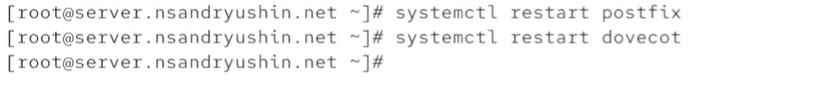 [root@server.nsandryushin.net ~]# systemctl restart postfix
[root@server.nsandryushin.net ~]# systemctl restart dovecot
[root@server.nsandryushin.net ~]#